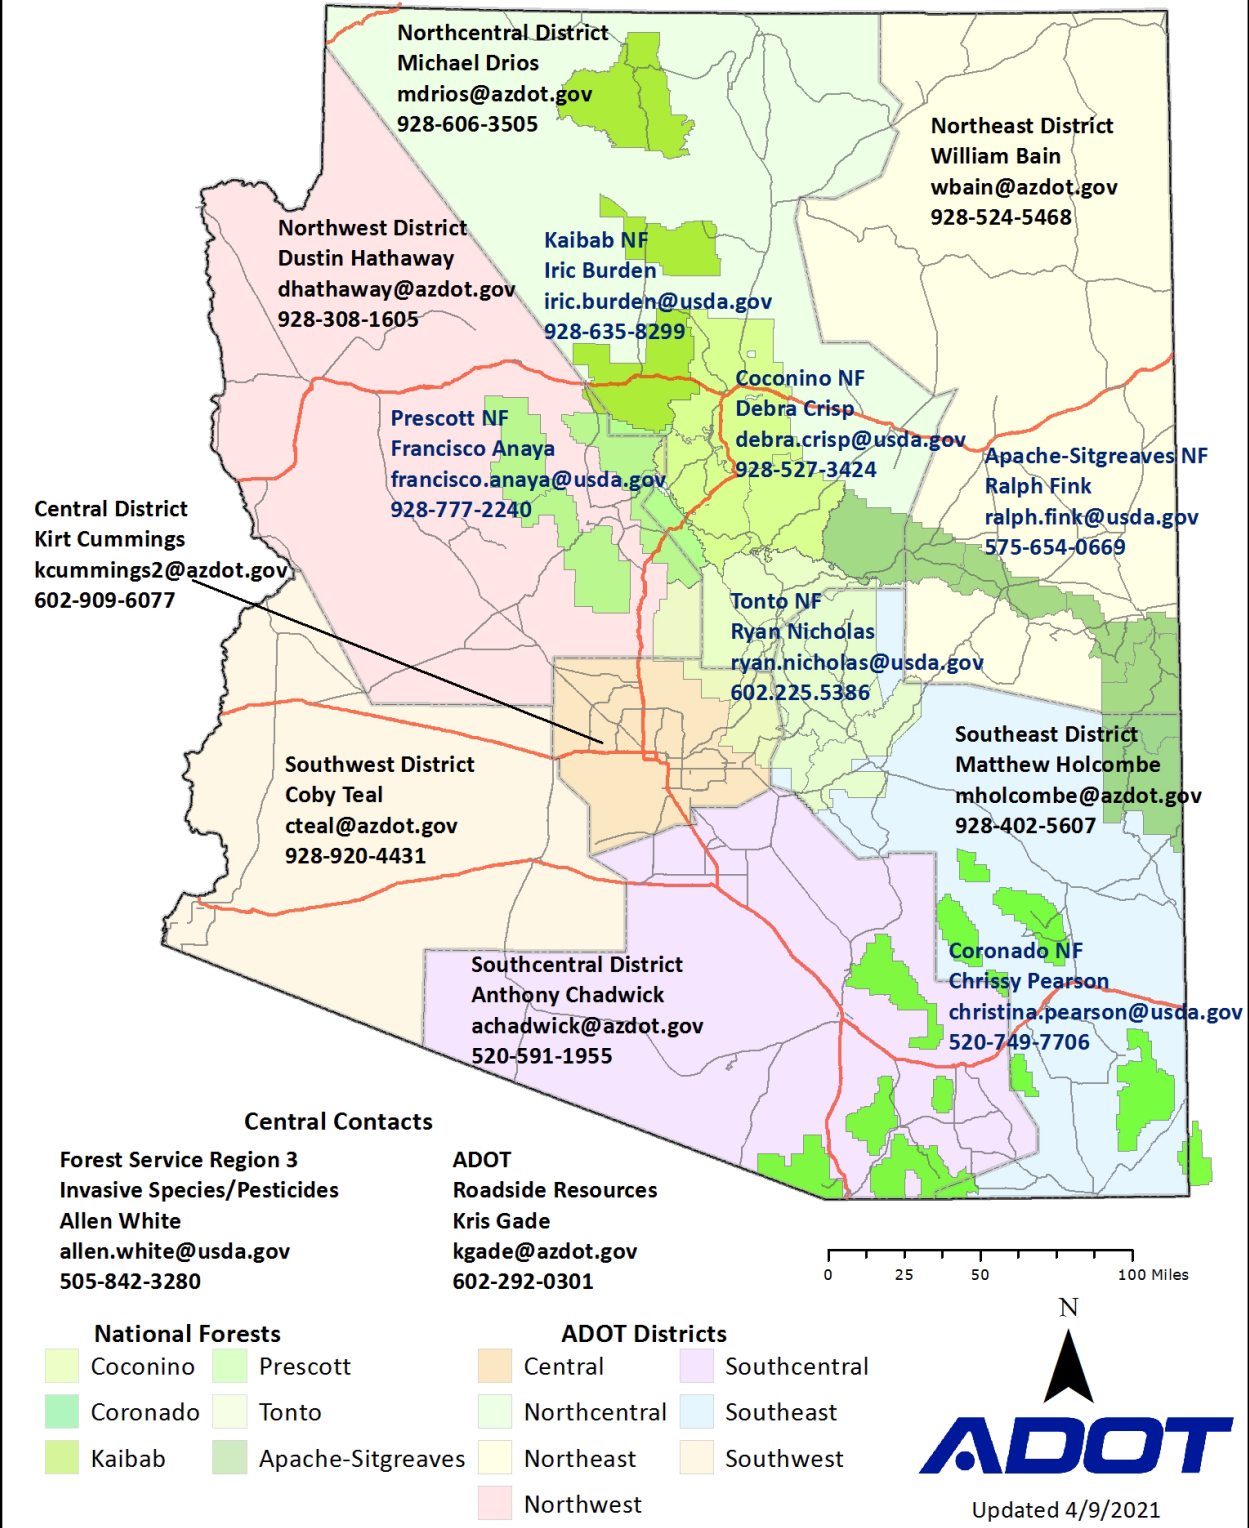 Northcentral District
Michael Drios
mdrios@azdot.gov
928-606-3505
Northeast District
William Bain
wbain@azdot.gov
928-524-5468
Northwest District
Dustin Hathaway
dhathaway@azdot.gov
928-308-1605
Kaibab NF
Iric Burden
iric.burden@usda.gov
928-635-8299
Coconino NF
Debra Crisp
debra.crisp@usda.gov
928-527-3424
Prescott NF
Francisco Anaya
francisco.anaya@usda.gov
928-777-2240
Apache-Sitgreaves NF
Ralph Fink
ralph.fink@usda.gov
575-654-0669
Central District
Kirt Cummings
kcummings2@azdot.gov
602-909-6077
Tonto NF
Ryan Nicholas
ryan.nicholas@usda.gov
602.225.5386
Southeast District
Matthew Holcombe
mholcombe@azdot.gov
928-402-5607
Southwest District
Coby Teal
cteal@azdot.gov
928-920-4431
Coronado NF
Chrissy Pearson
christina.pearson@usda.gov
520-749-7706
Southcentral District
Anthony Chadwick
achadwick@azdot.gov
520-591-1955
Central Contacts
Forest Service Region 3
Invasive Species/Pesticides
Allen White
allen.white@usda.gov
505-842-3280
ADOT
Roadside Resources
Kris Gade
kgade@azdot.gov
602-292-0301
0 25 50 100 Miles
N
National Forests
Coconino Prescott
Coronado Tonto
Kaibab Apache-Sitgreaves
ADOT Districts
Central Southcentral
Northcentral Southeast
Northeast Southwest
Northwest
ADOT
Updated 4/9/2021